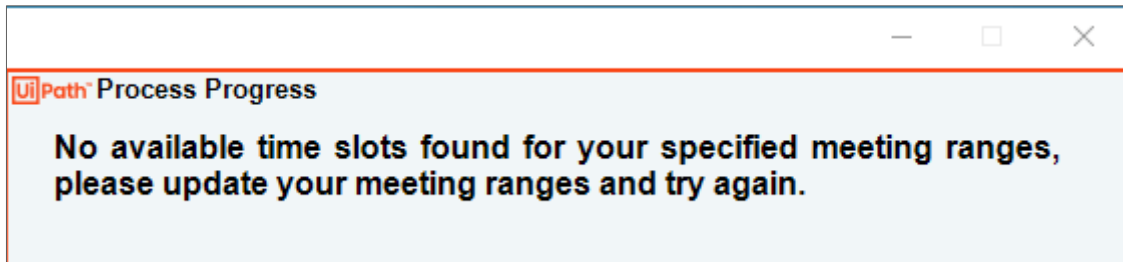 UiPath™ Process Progress
No available time slots found for your specified meeting ranges,
please update your meeting ranges and try again.